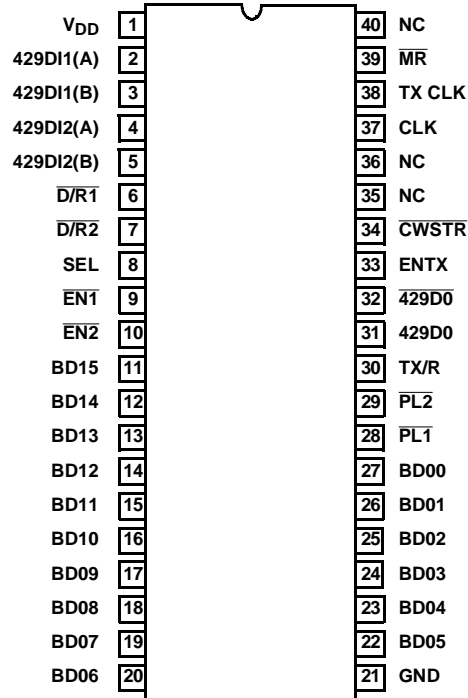 VDD 1 40 NC
429DI1(A) 2 39 MR
429DI1(B) 3 38 TX CLK
429DI2(A) 4 37 CLK
429DI2(B) 5 36 NC
D/R1 6 35 NC
D/R2 7 34 CWSTR
SEL 8 33 ENTX
EN1 9 32 429D0
EN2 10 31 429D0
BD15 11 30 TX/R
BD14 12 29 PL2
BD13 13 28 PL1
BD12 14 27 BD00
BD11 15 26 BD01
BD10 16 25 BD02
BD09 17 24 BD03
BD08 18 23 BD04
BD07 19 22 BD05
BD06 20 21 GND